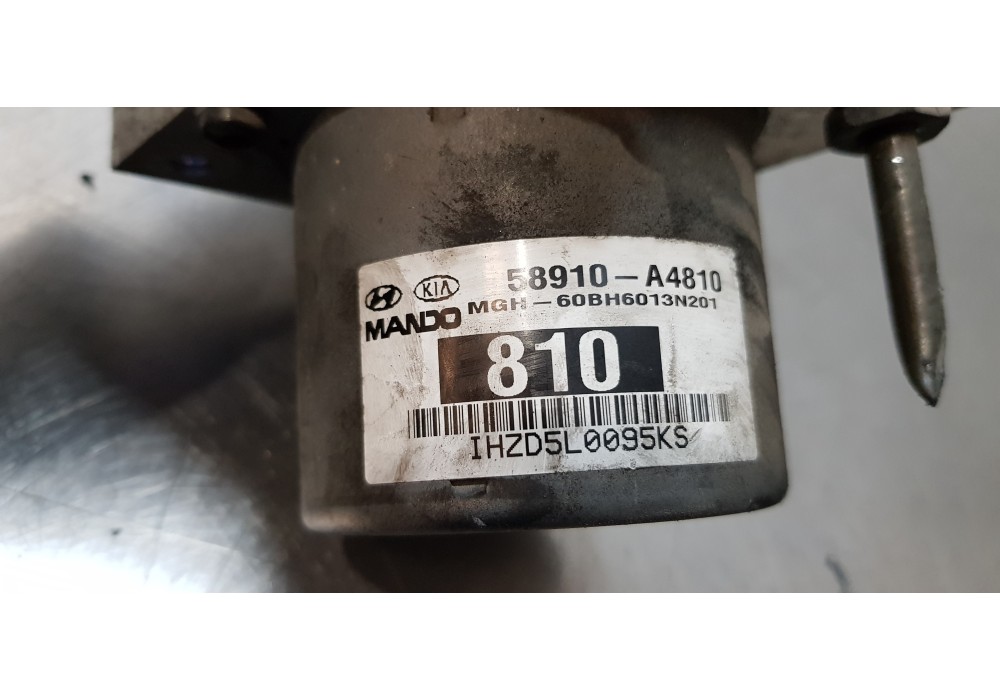 KIA 58910-A4810
MANDO MGH-60BH6013N201
810
IHZD5L0095KS